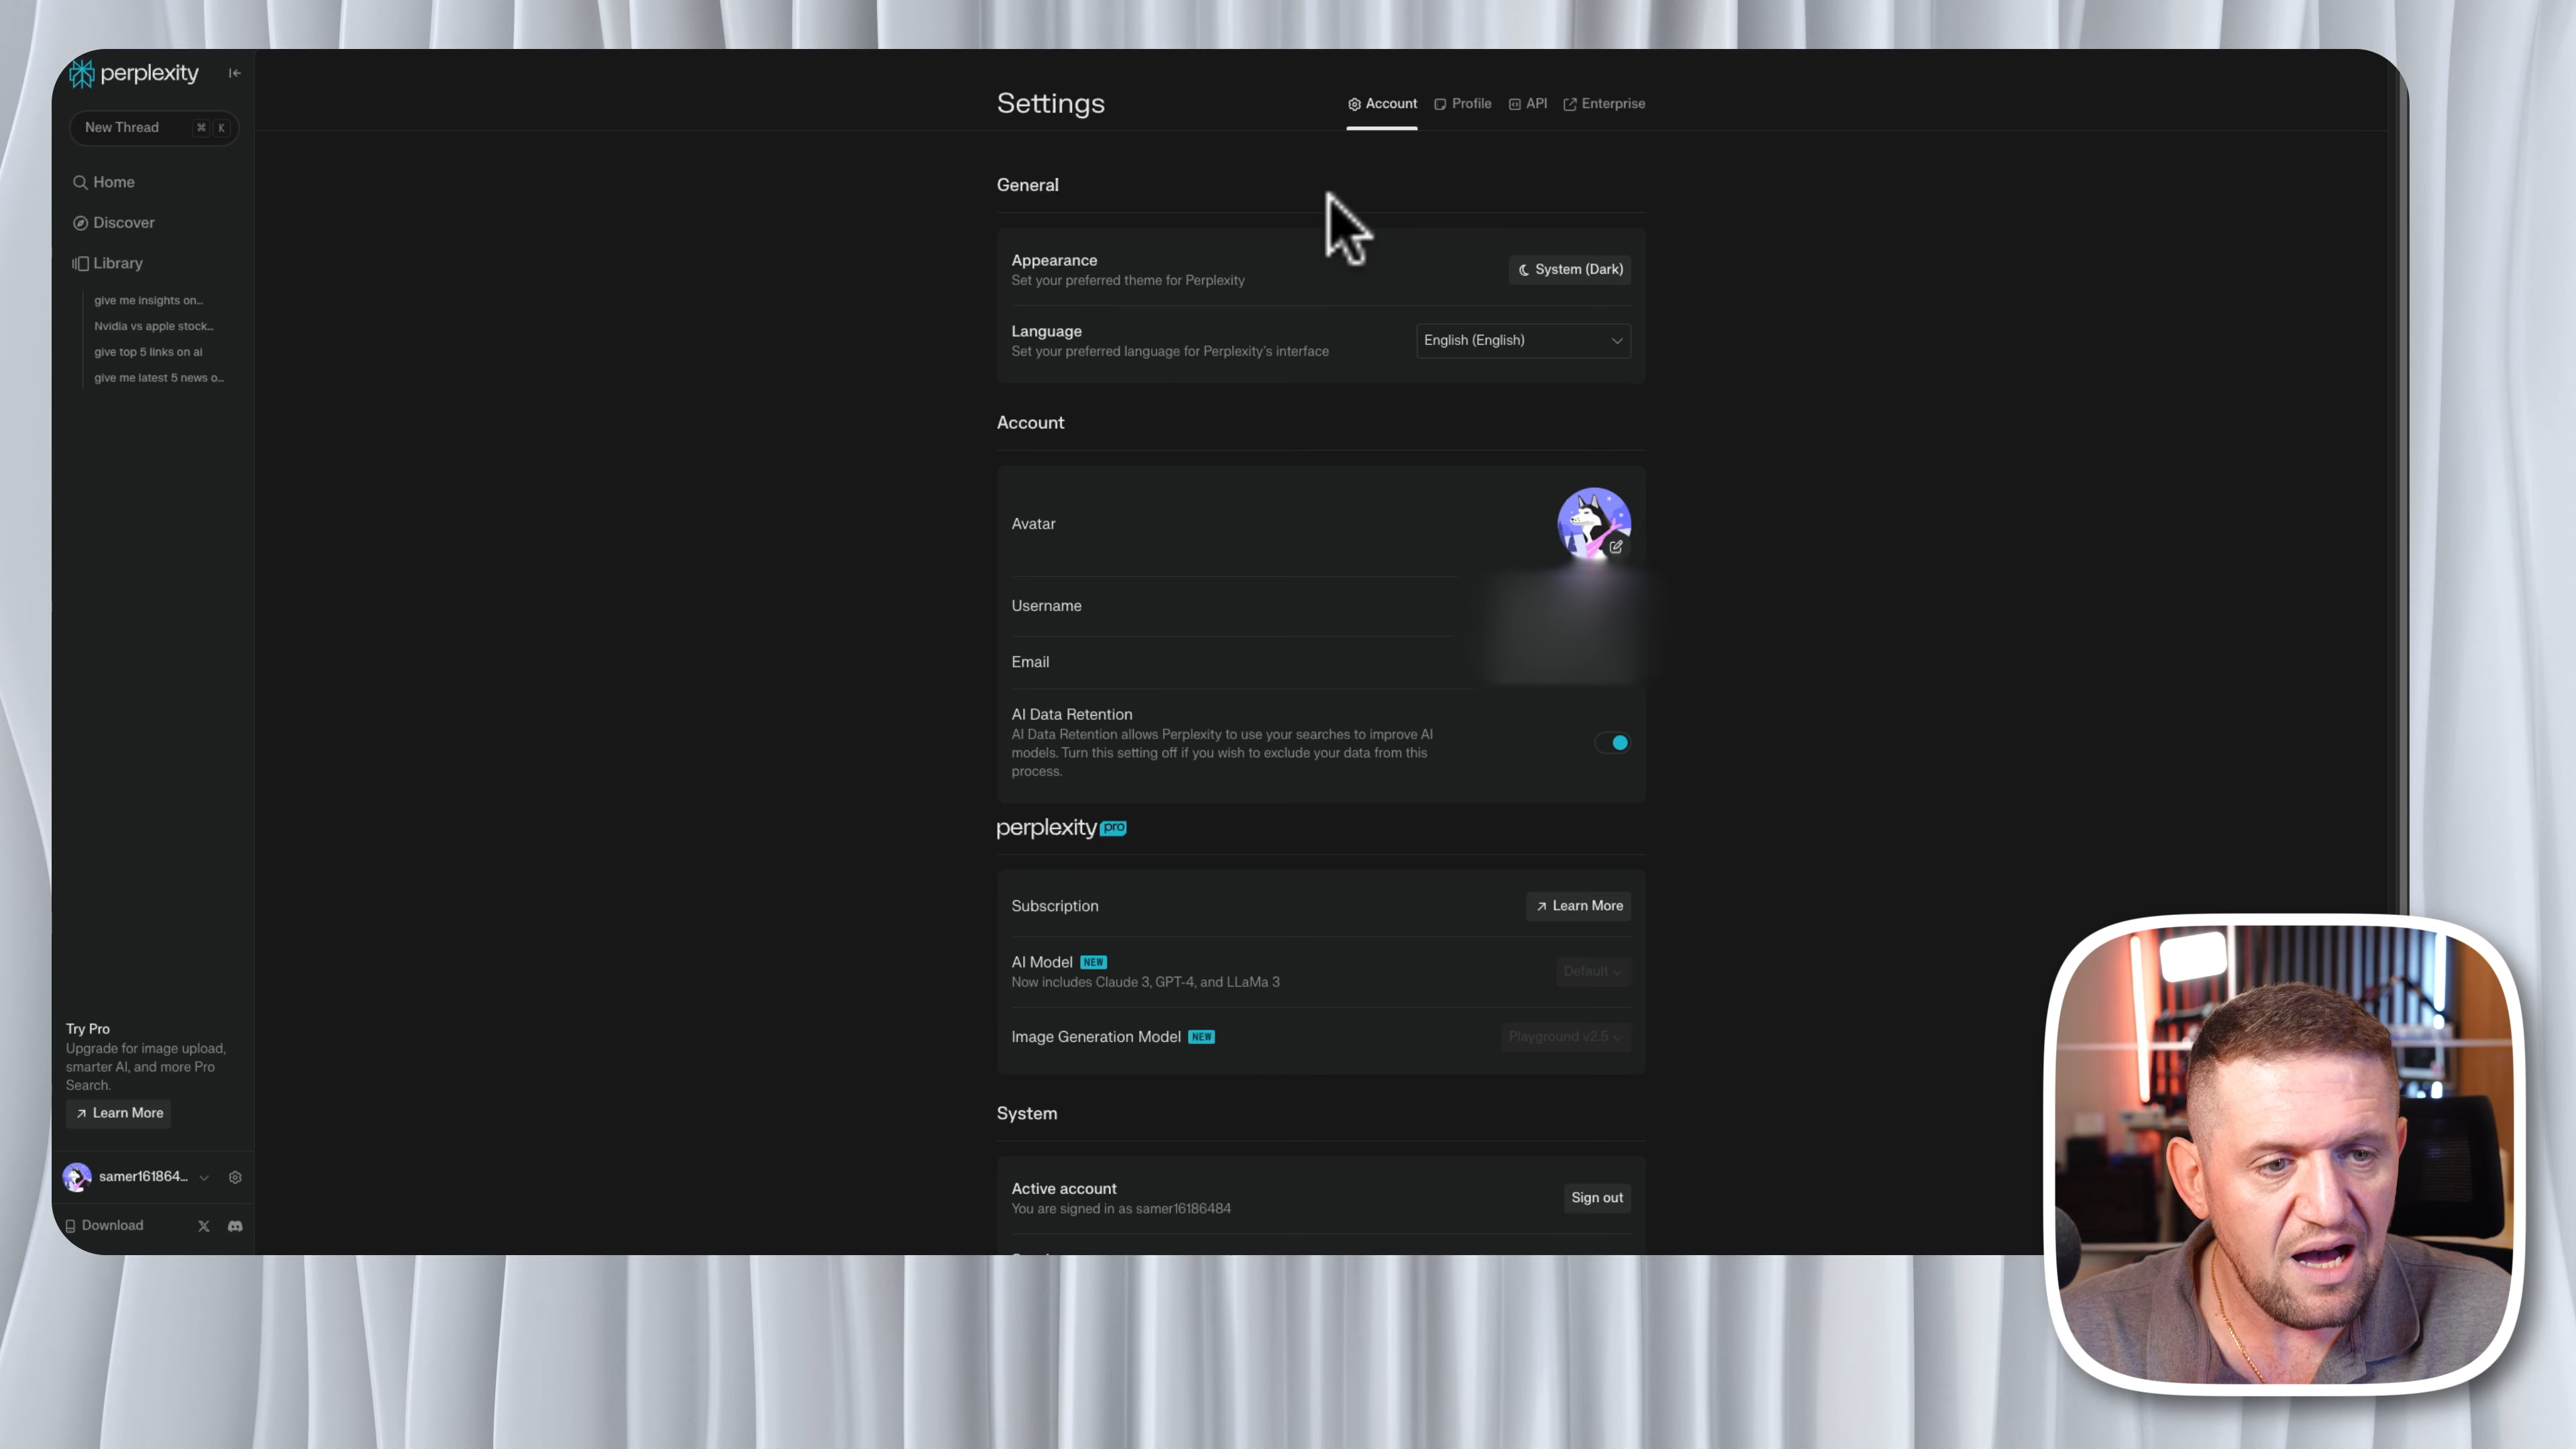 perplexity
New Thread ⌘ K
Home
Discover
Library
give me insights on...
Nvidia vs apple stock...
give top 5 links on ai
give me latest 5 news o...
Try Pro
Upgrade for image upload,
smarter AI, and more Pro
Search.
Learn More
samer161864...
Download
Settings
Account Profile API Enterprise
General
Appearance
Set your preferred theme for Perplexity
System (Dark)
Language
Set your preferred language for Perplexity's interface
English (English)
Account
Avatar
Username
Email
AI Data Retention
AI Data Retention allows Perplexity to use your searches to improve AI
models. Turn this setting off if you wish to exclude your data from this
process.
perplexity pro
Subscription
Learn More
AI Model NEW
Now includes Claude 3, GPT-4, and LLaMa 3
Default
Image Generation Model NEW
Playground v2.5
System
Active account
You are signed in as samer16186484
Sign out